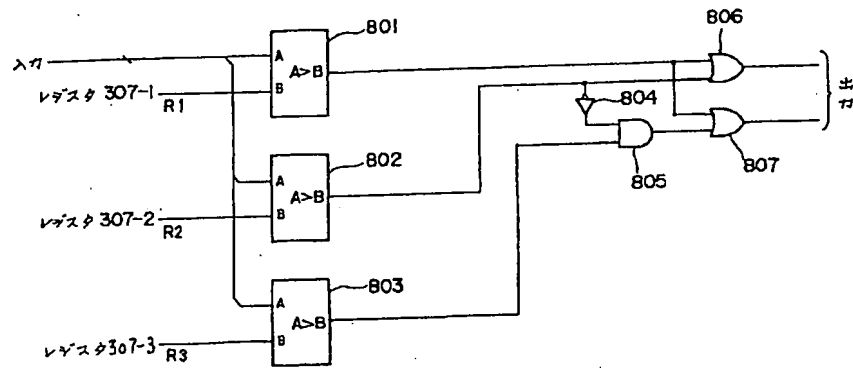 801
806
入力
A
A>B
B
レヂスタ 307-1
R1
804
出力
802
805
807
A
A>B
B
レヂスタ 307-2
R2
803
A
A>B
B
レヂスタ307-3
R3